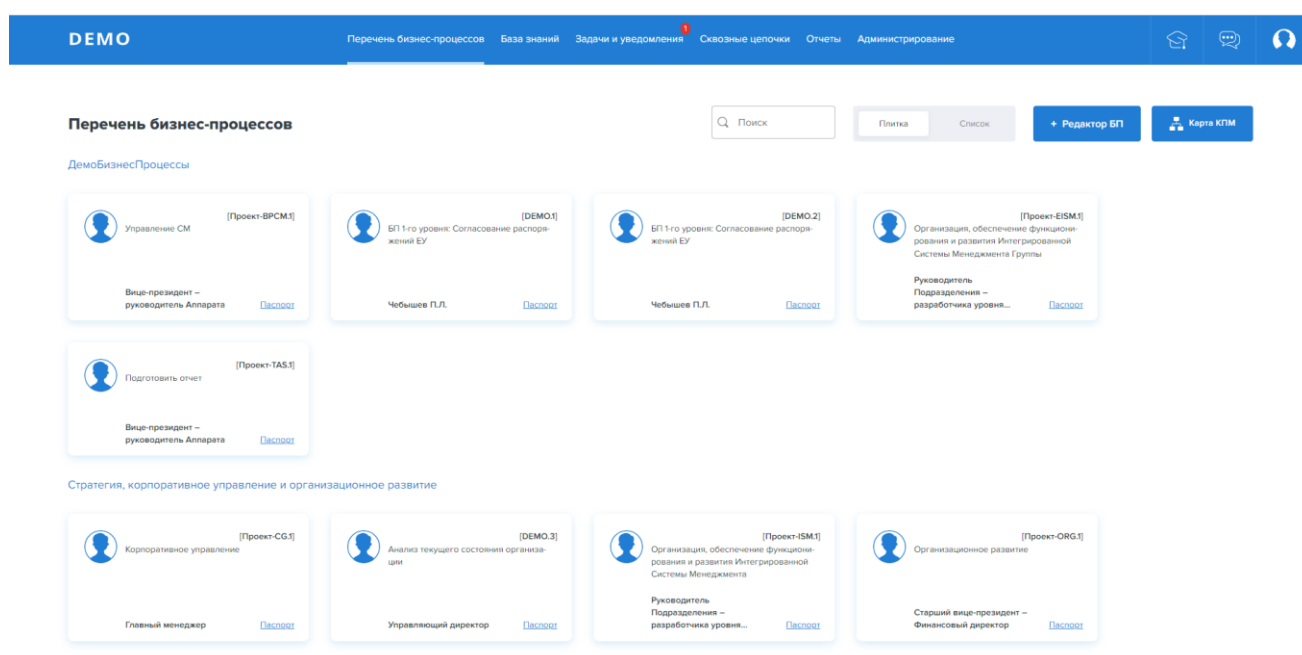 DEMO
Перечень бизнес-процессов База знаний Задачи и уведомления 1 Сквозные цепочки Отчеты Администрирование
Перечень бизнес-процессов
Поиск
Плитка Список
+ Редактор БП
Карта КПМ
ДемоБизнесПроцессы
[Проект-BPCM.1]
Управление СМ
Вице-президент –
руководитель Аппарата Паспорт
[DEMO.1]
БП 1-го уровня: Согласование распоря-
жений ЕУ
Чебышев П.Л. Паспорт
[DEMO.2]
БП 1-го уровня: Согласование распоря-
жений ЕУ
Чебышев П.Л. Паспорт
[Проект-EISM.1]
Организация, обеспечение функциони-
рования и развития Интегрированной
Системы Менеджмента Группы
Руководитель
Подразделения –
разработчика уровня... Паспорт
[Проект-TAS.1]
Подготовить отчет
Вице-президент –
руководитель Аппарата Паспорт
Стратегия, корпоративное управление и организационное развитие
[Проект-CG.1]
Корпоративное управление
Главный менеджер Паспорт
[DEMO.3]
Анализ текущего состояния организа-
ции
Управляющий директор Паспорт
[Проект-ISM.1]
Организация, обеспечение функциони-
рования и развития Интегрированной
Системы Менеджмента
Руководитель
Подразделения –
разработчика уровня... Паспорт
[Проект-ORG.1]
Организационное развитие
Старший вице-президент –
Финансовый директор Паспорт